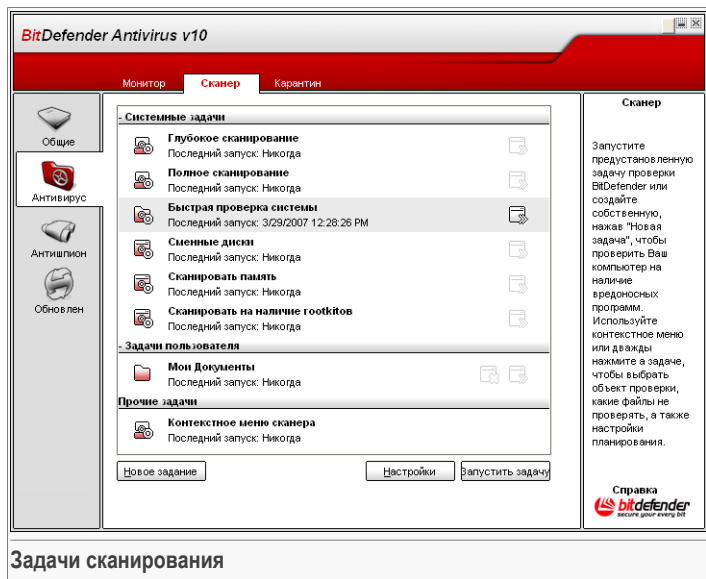 BitDefender Antivirus v10
Монитор Сканер Карантин
Общие
Антивирус
Антишпион
Обновлен
- Системные задачи
Глубокое сканирование
Последний запуск: Никогда
Полное сканирование
Последний запуск: Никогда
Быстрая проверка системы
Последний запуск: 3/29/2007 12:28:26 PM
Сменные диски
Последний запуск: Никогда
Сканировать память
Последний запуск: Никогда
Сканировать на наличие rootkitов
Последний запуск: Никогда
- Задачи пользователя
Мои Документы
Последний запуск: Никогда
Прочие задачи
Контекстное меню сканера
Последний запуск: Никогда
Новое задание Настройки Запустить задачу
Сканер
Запустите
предустановленную
задачу проверки
BitDefender или
создайте
собственную,
нажав "Новая
задача", чтобы
проверить Ваш
компьютер на
наличие
вредоносных
программ.
Используйте
контекстное меню
или дважды
нажмите а задаче,
чтобы выбрать
объект проверки,
какие файлы не
проверять, а также
настройки
планирования.
Справка
bitdefender
secure your every bit
Задачи сканирования